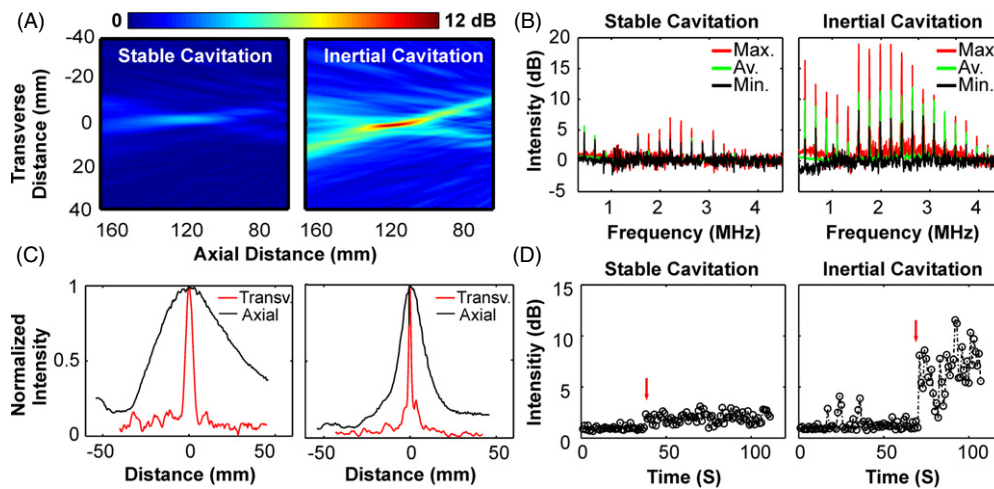 (A)
0
12 dB
Stable Cavitation
Inertial Cavitation
Transverse
Distance (mm)
-40
-20
0
20
40
160
120
80
160
120
80
Axial Distance (mm)
(B)
Stable Cavitation
Inertial Cavitation
Intensity (dB)
20
15
10
5
0
-5
Max.
Av.
Min.
Max.
Av.
Min.
1
2
3
4
1
2
3
4
Frequency (MHz)
Frequency (MHz)
(C)
Normalized
Intensity
1
0.5
0
Transv.
Axial
Transv.
Axial
-50
0
50
-50
0
50
Distance (mm)
Distance (mm)
(D)
Stable Cavitation
Inertial Cavitation
Intensitiy (dB)
15
10
5
0
0
50
100
0
50
100
Time (S)
Time (S)